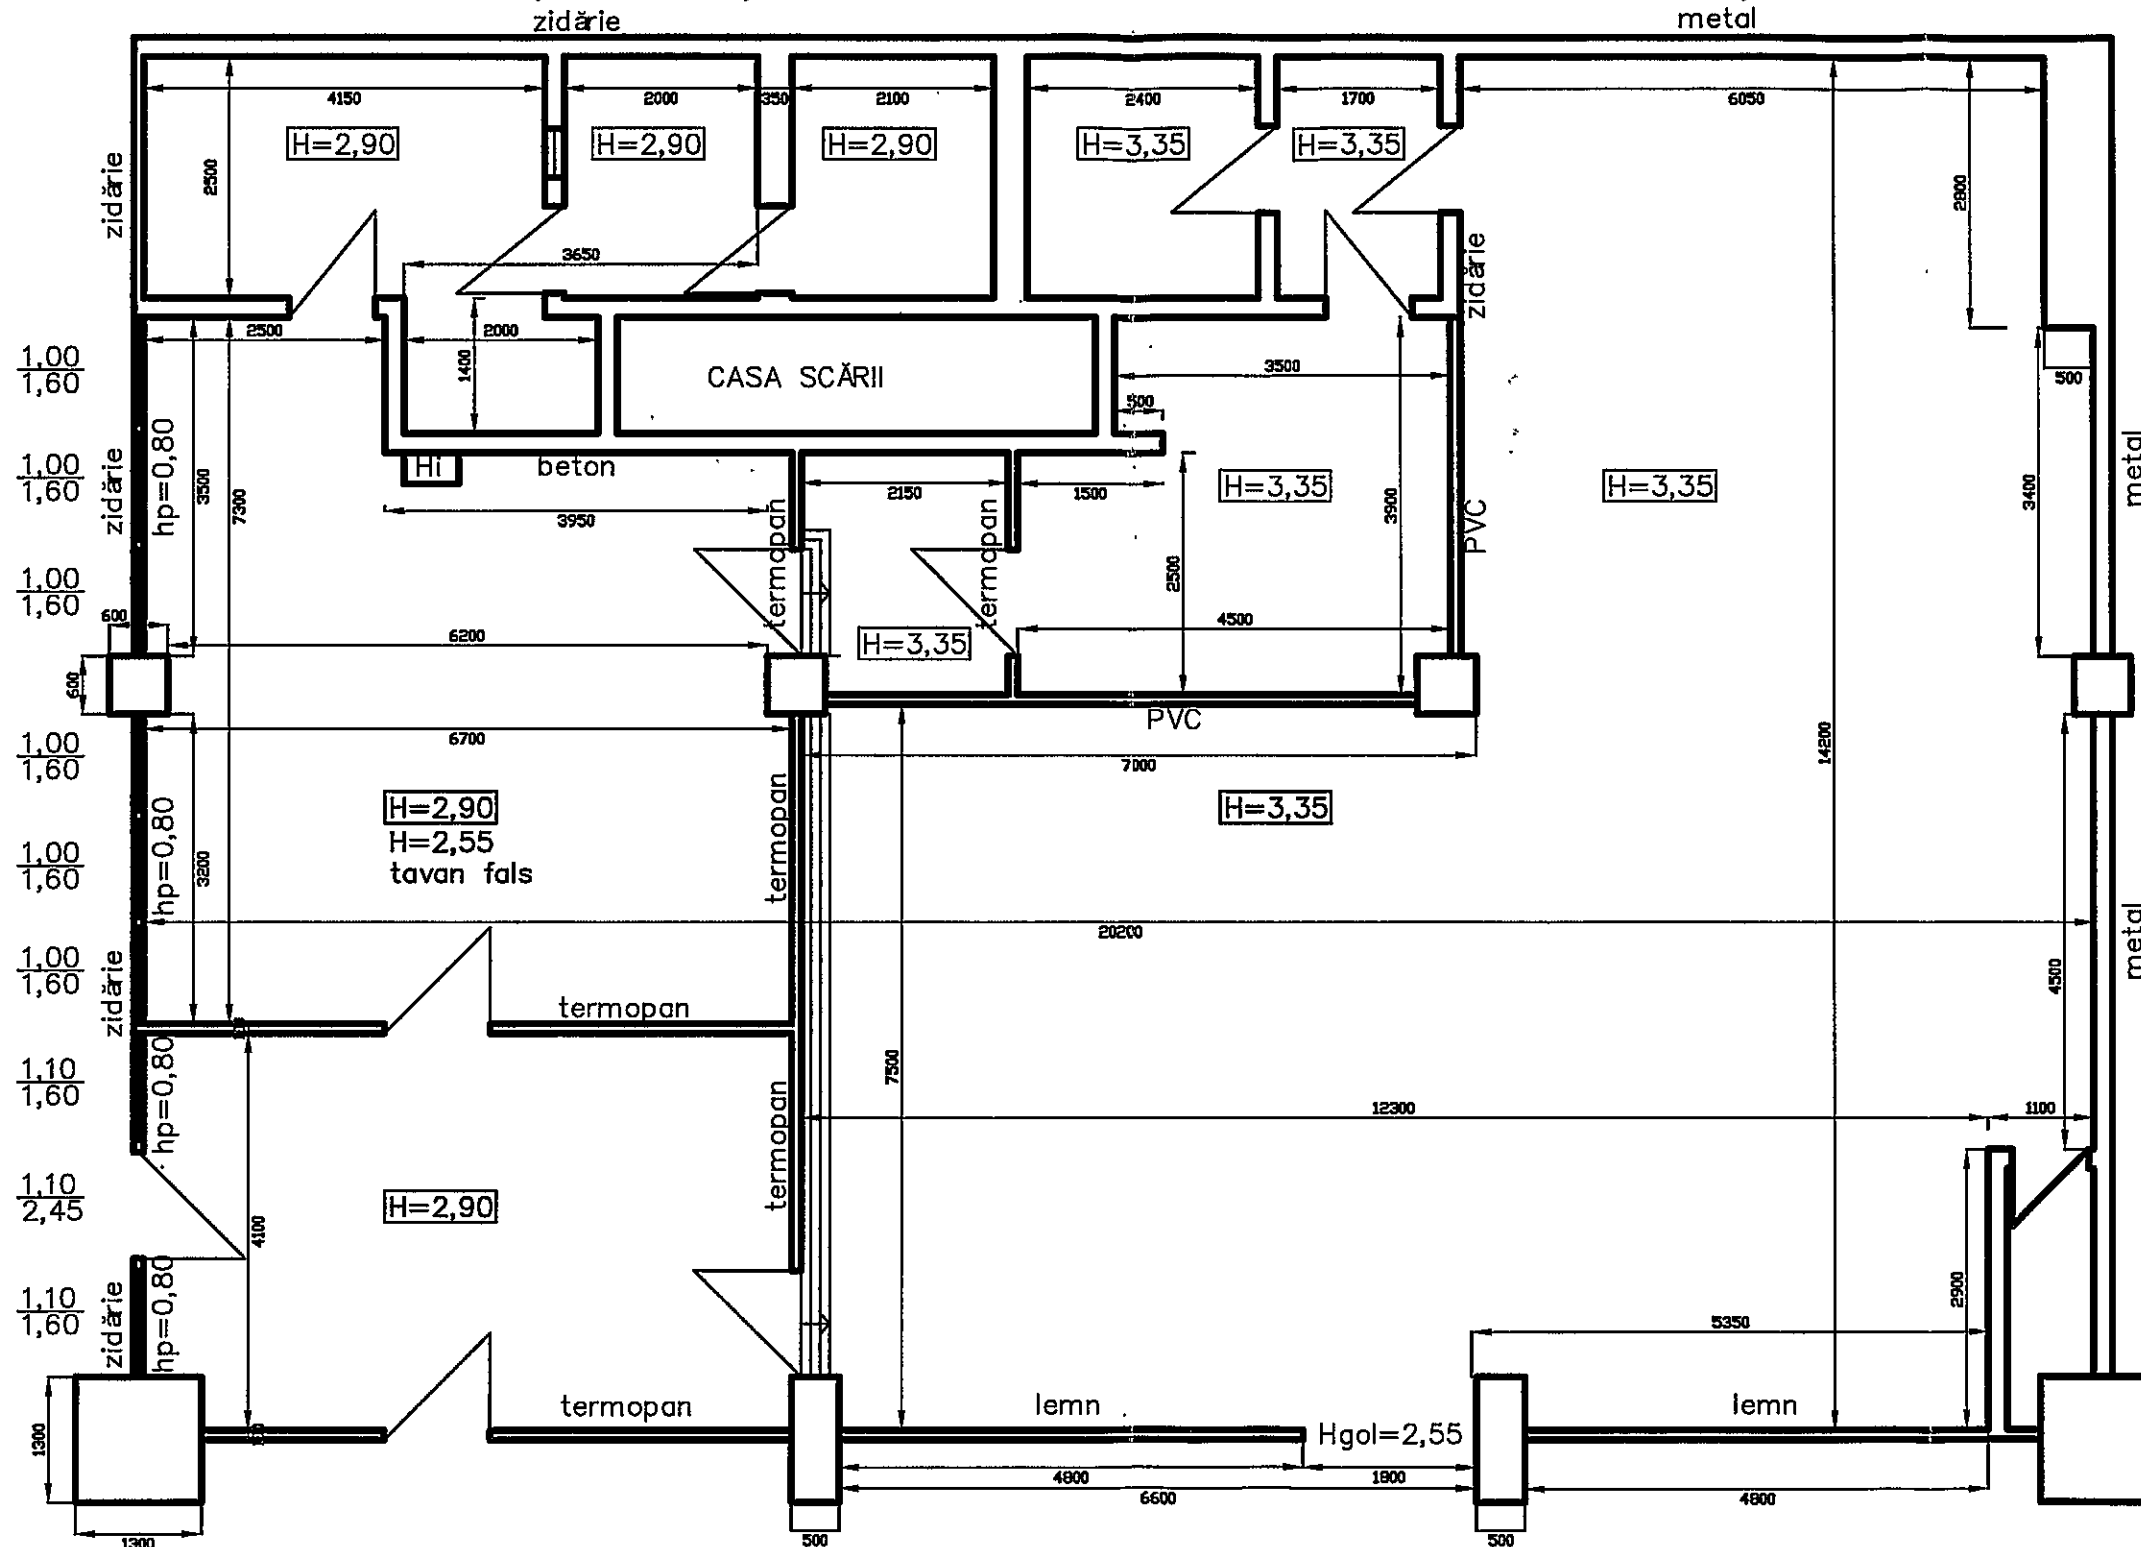 zidărie
metal
4150
2000
350
2100
2400
1700
6050
H=2,90
H=2,90
H=2,90
H=3,35
H=3,35
zidărie
2500
2800
3650
zidărie
2500
2000
1400
CASA SCĂRII
3500
500
500
1,00
1,60
hp=0,80
zidărie
3500
7300
Hi
beton
2150
1500
H=3,35
H=3,35
3900
PVC
3400
metal
1,00
1,60
3950
termopan
termopan
2500
1,00
1,60
600
600
6200
H=3,35
4500
6700
PVC
7000
14200
1,00
1,60
hp=0,80
3200
H=2,90
H=2,55
tavan fals
termopan
H=3,35
1,00
1,60
20200
metal
4500
1,00
1,60
zidărie
termopan
7500
1,10
1,60
hp=0,80
termopan
12300
1100
1,10
2,45
H=2,90
4100
2900
1,10
1,60
zidărie
hp=0,80
5350
termopan
lemn
Hgol=2,55
lemn
1300
4800
1800
6600
4800
1300
500
500